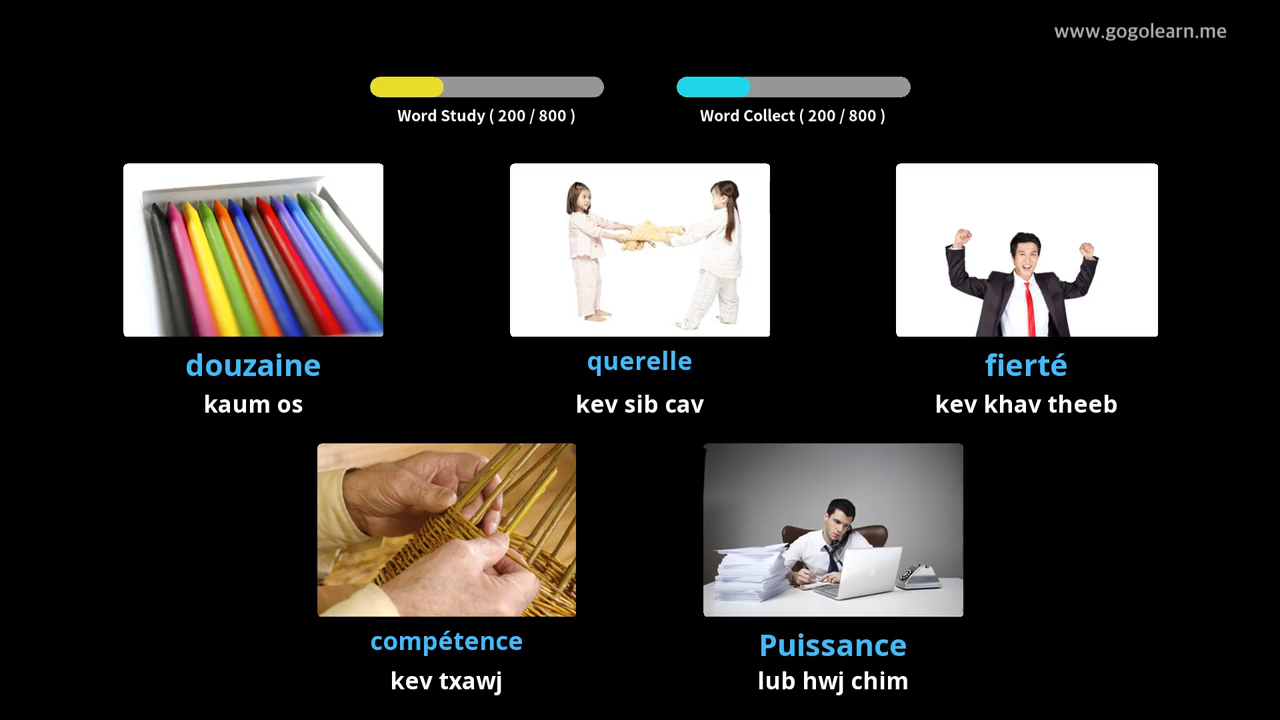 www.gogolearn.me
Word Study ( 200 / 800 )
Word Collect ( 200 / 800 )
douzaine
kaum os
querelle
kev sib cav
fierté
kev khav theeb
compétence
kev txawj
Puissance
lub hwj chim